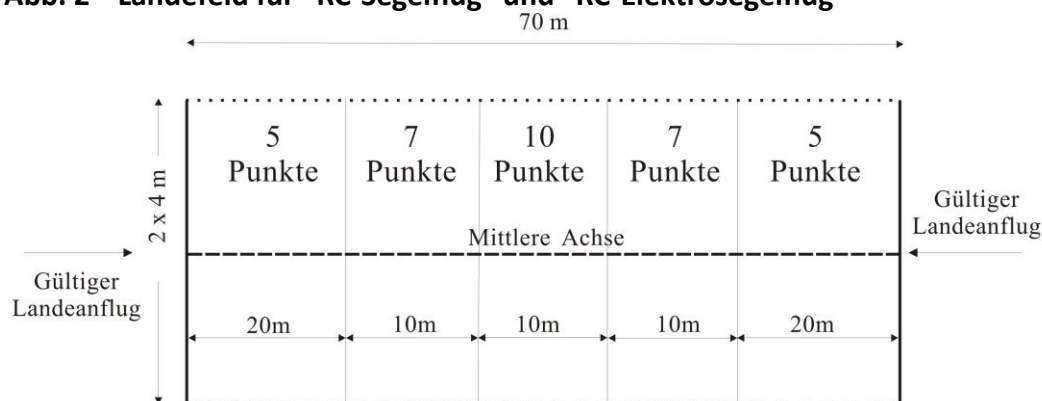 Abb. 2 Landefeld für RC-Segelflug und RC-Elektrosegelflug
70 m
5 7 10 7 5
Punkte Punkte Punkte Punkte Punkte
2 x 4 m
Gültiger
Landeanflug
Mittlere Achse
Gültiger
Landeanflug
20m 10m 10m 10m 20m